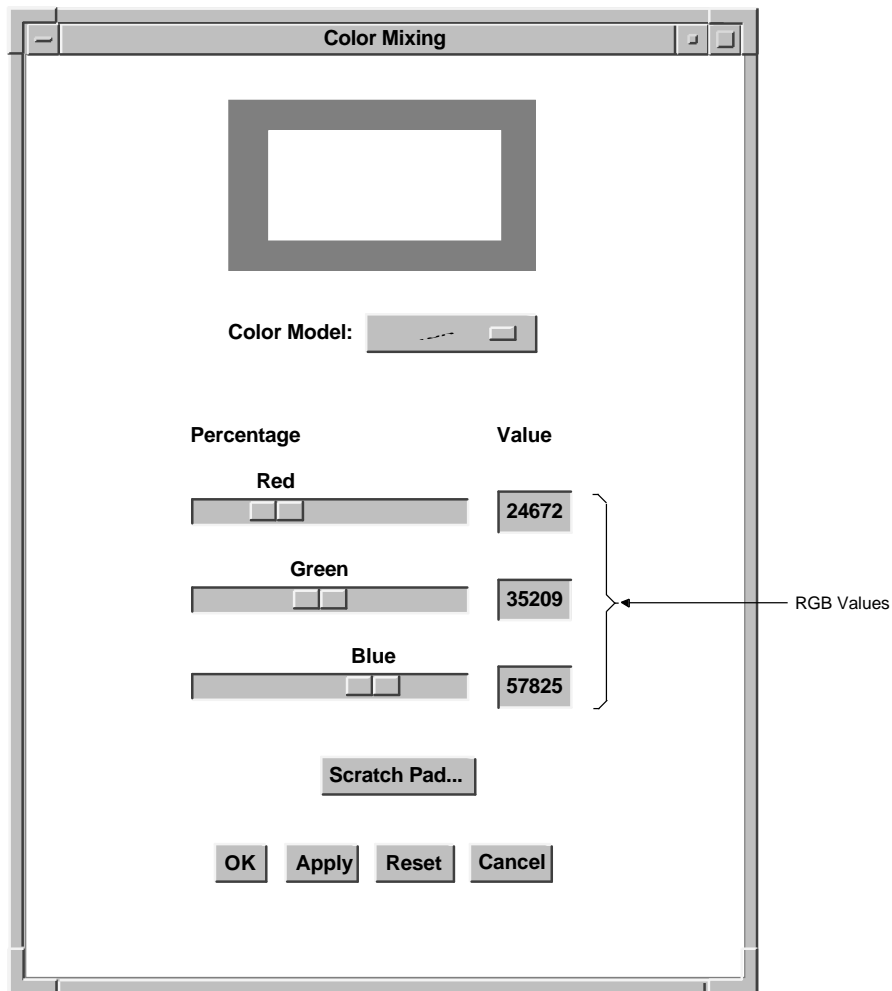 Color Mixing
Color Model:
Percentage Value
Red
24672
Green
35209
RGB Values
Blue
57825
Scratch Pad...
OK Apply Reset Cancel